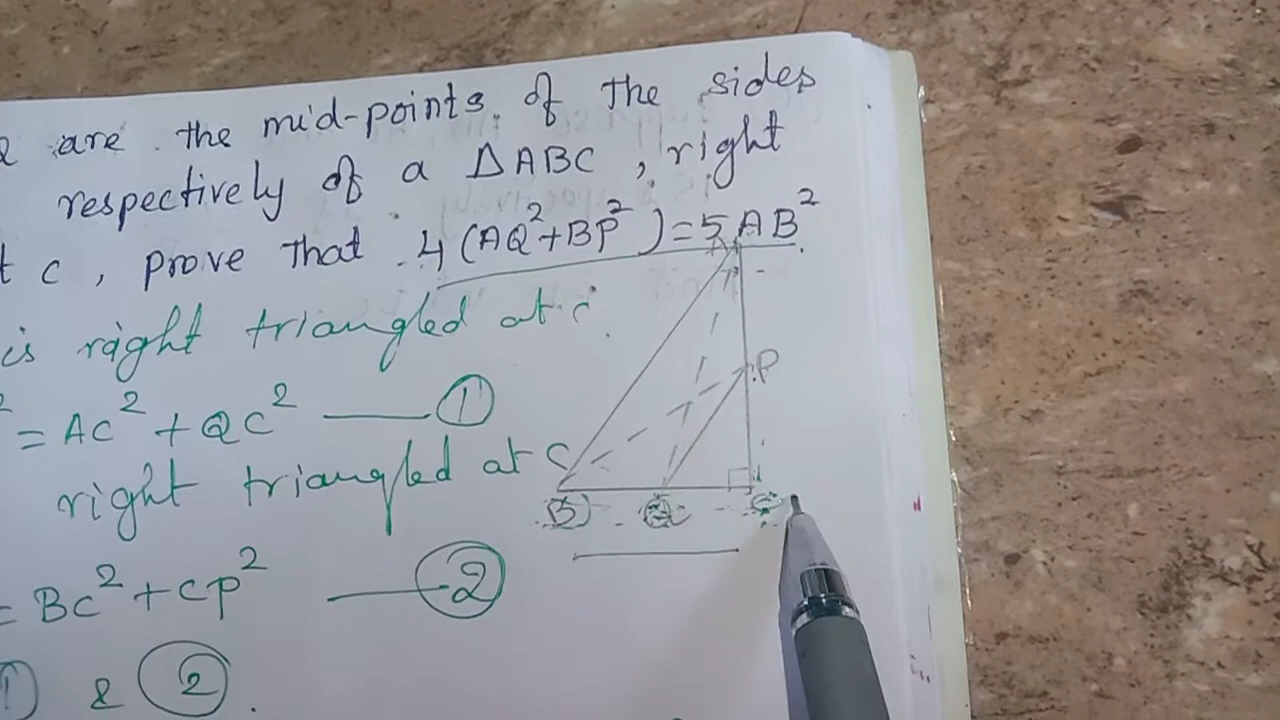 are the mid-points of the sides
respectively of a ΔABC, right
t C, prove that 4(AQ²+BP²)=5AB².
is right triangled at C.
² = AC² + QC² — ①
right triangled at C
P
B Q C
= BC² + CP² — ②
① & ②.